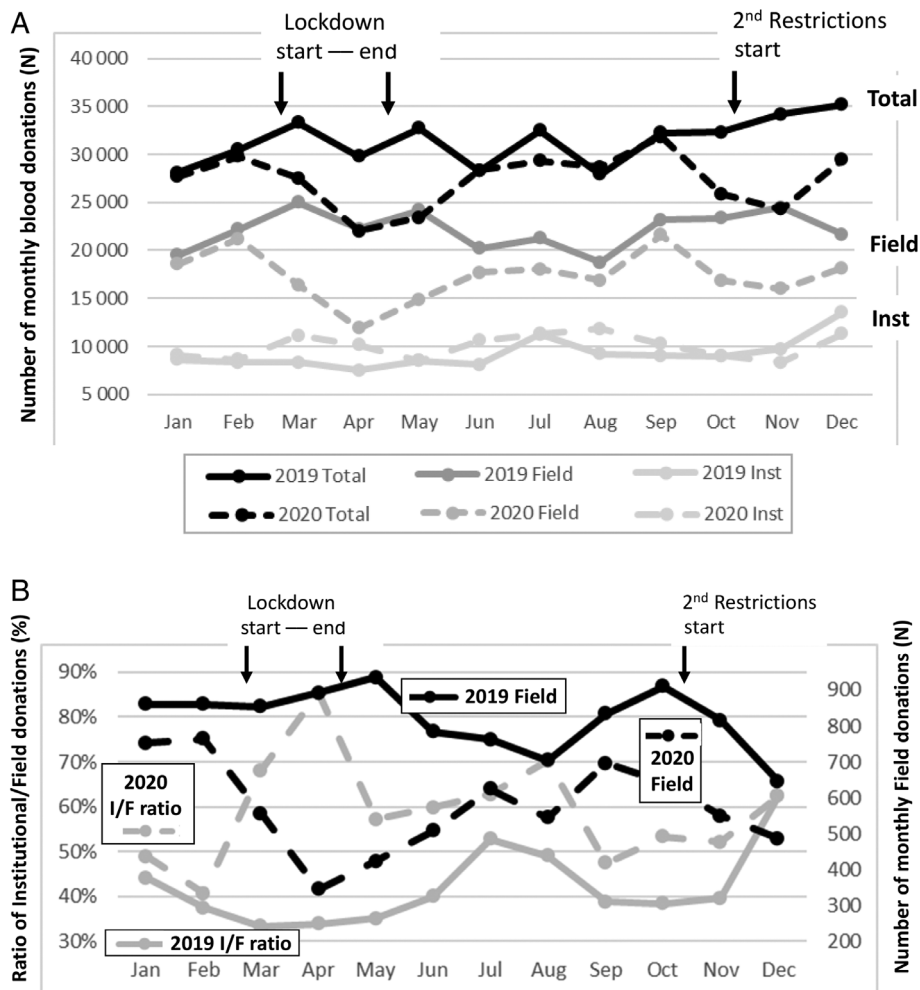 A
Lockdown
start — end
2nd Restrictions
start
Number of monthly blood donations (N)
40 000
35 000
30 000
25 000
20 000
15 000
10 000
5 000
Total
Field
Inst
Jan Feb Mar Apr May Jun Jul Aug Sep Oct Nov Dec
2019 Total 2019 Field 2019 Inst
2020 Total 2020 Field 2020 Inst
B
Lockdown
start — end
2nd Restrictions
start
Ratio of Institutional/Field donations (%)
90%
80%
70%
60%
50%
40%
30%
2019 Field
2020
Field
2020
I/F ratio
2019 I/F ratio
900
800
700
600
500
400
300
200
Number of monthly Field donations (N)
Jan Feb Mar Apr May Jun Jul Aug Sep Oct Nov Dec